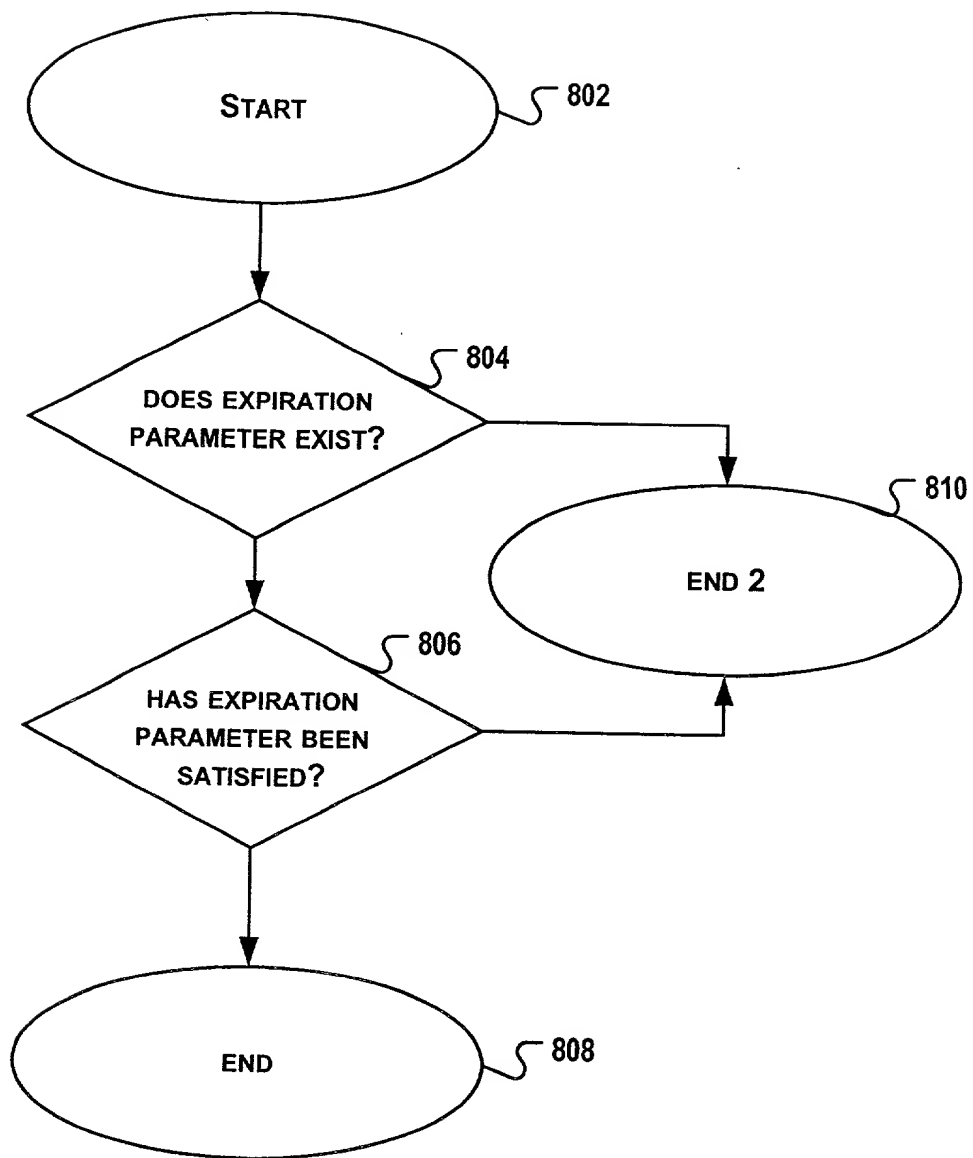 START
802
804
DOES EXPIRATION
PARAMETER EXIST?
810
END 2
806
HAS EXPIRATION
PARAMETER BEEN
SATISFIED?
END
808